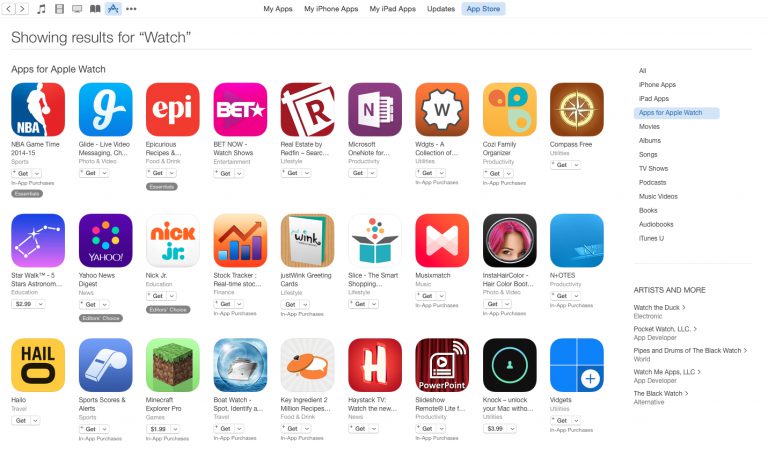 My Apps My iPhone Apps My iPad Apps Updates App Store
Showing results for “Watch”
Apps for Apple Watch
NBA
epi
BET★
R
N
W
NBA Game Time
2014-15
Sports
+ Get
In-App Purchases
Essentials
Glide - Live Video
Messaging, Ch...
Photo & Video
+ Get
Epicurious
Recipes &...
Food & Drink
+ Get
Essentials
BET NOW -
Watch Shows
Entertainment
+ Get
Real Estate by
Redfin – Searc...
Lifestyle
+ Get
Microsoft
OneNote for...
Productivity
+ Get
Wdgts - A
Collection of...
Utilities
+ Get
In-App Purchases
Cozi Family
Organizer
Productivity
+ Get
In-App Purchases
Compass Free
Utilities
+ Get
YAHOO!
nick
jr.
just
wink
Star Walk™ - 5
Stars Astronom...
Education
$2.99
Yahoo News
Digest
News
+ Get
Editors' Choice
Nick Jr.
Education
+ Get
Editors' Choice
Stock Tracker :
Real-time stoc...
Finance
+ Get
In-App Purchases
justWink Greeting
Cards
Lifestyle
+ Get
Slice - The Smart
Shopping...
Lifestyle
+ Get
Musixmatch
Music
+ Get
In-App Purchases
InstaHairColor -
Hair Color Boot...
Photo & Video
+ Get
N+OTES
Productivity
+ Get
In-App Purchases
HAIL
O
H
PowerPoint
Hailo
Travel
Get
Sports Scores &
Alerts
Sports
+ Get
In-App Purchases
Minecraft
Explorer Pro
Games
+ $1.99
In-App Purchases
Boat Watch -
Spot, Identify a...
Travel
+ Get
In-App Purchases
Key Ingredient 2
Million Recipes...
Food & Drink
+ Get
In-App Purchases
Haystack TV:
Watch the new...
News
+ Get
Slideshow
Remote® Lite f...
Productivity
+ Get
In-App Purchases
Knock – unlock
your Mac witho...
Utilities
$3.99
Vidgets
Utilities
+ Get
In-App Purchases
All
iPhone Apps
iPad Apps
Apps for Apple Watch
Movies
Albums
Songs
TV Shows
Podcasts
Music Videos
Books
Audiobooks
iTunes U
ARTISTS AND MORE
Watch the Duck >
Electronic
Pocket Watch, LLC. >
App Developer
Pipes and Drums of The Black Watch >
World
Watch Me Apps, LLC >
App Developer
The Black Watch >
Alternative